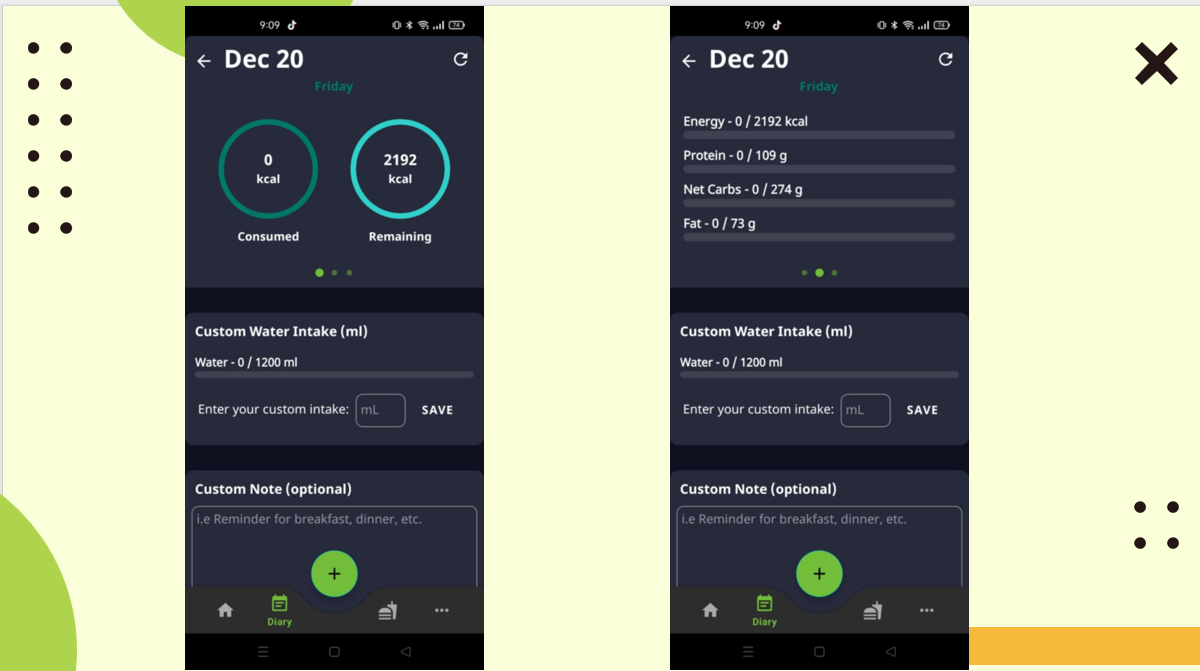 9:09
74
Dec 20
Friday
0
kcal
2192
kcal
Consumed
Remaining
Custom Water Intake (ml)
Water - 0 / 1200 ml
Enter your custom intake: mL SAVE
Custom Note (optional)
i.e Reminder for breakfast, dinner, etc.
+
Diary
9:09
74
Dec 20
Friday
Energy - 0 / 2192 kcal
Protein - 0 / 109 g
Net Carbs - 0 / 274 g
Fat - 0 / 73 g
Custom Water Intake (ml)
Water - 0 / 1200 ml
Enter your custom intake: mL SAVE
Custom Note (optional)
i.e Reminder for breakfast, dinner, etc.
+
Diary